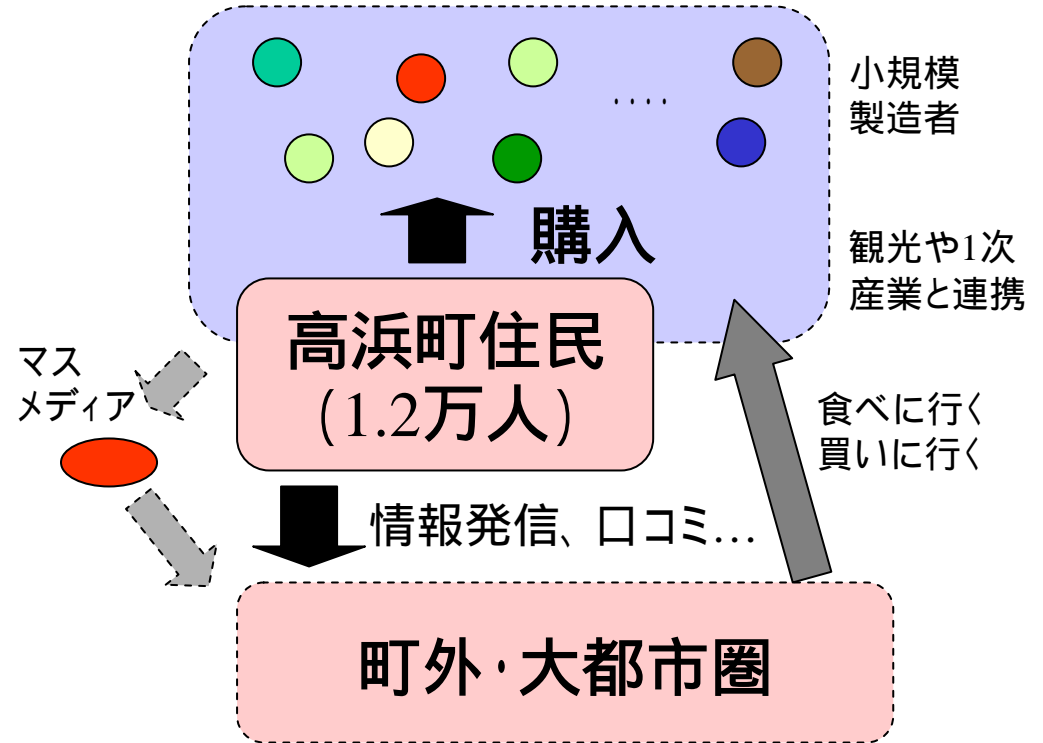 小規模
製造者
‥‥
購入
観光や1次
産業と連携
高浜町住民
(1.2万人)
マス
メディア
食べに行く
買いに行く
情報発信、口コミ…
町外・大都市圏